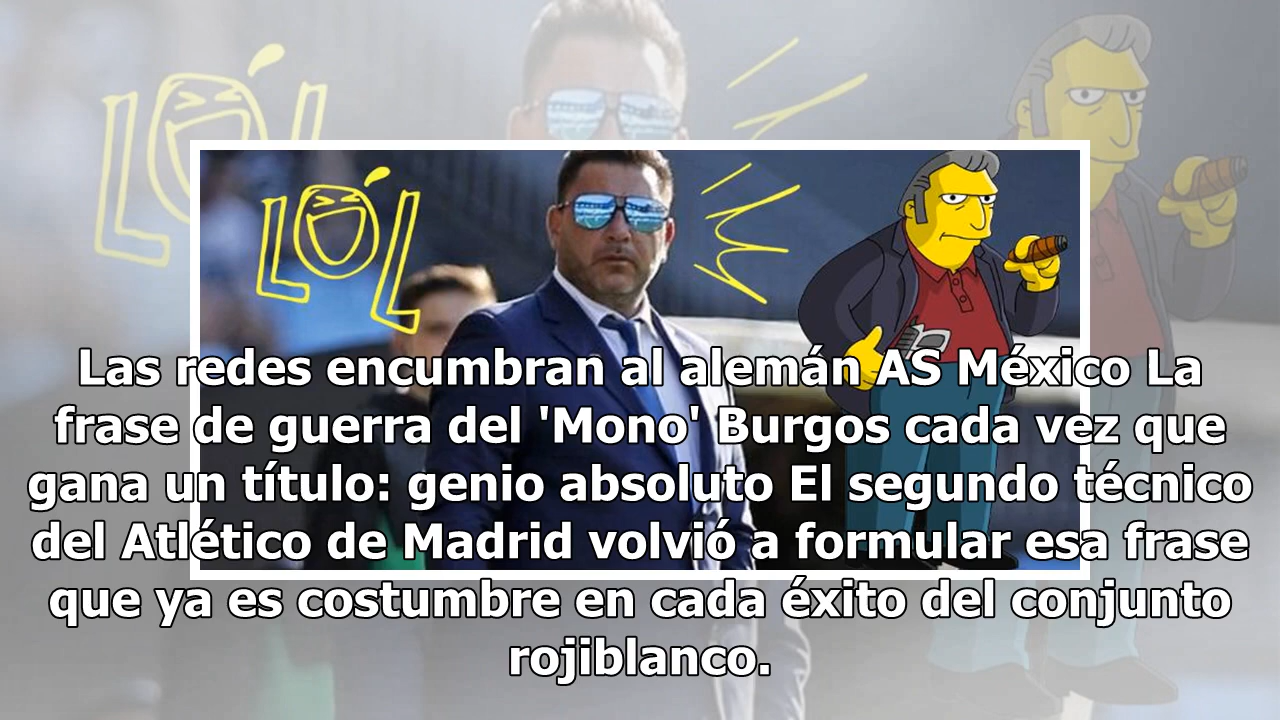 LOL
LOL
Las redes encumbran al alemán AS México La
frase de guerra del 'Mono' Burgos cada vez que
gana un título: genio absoluto El segundo técnico
del Atlético de Madrid volvió a formular esa frase
que ya es costumbre en cada éxito del conjunto
rojiblanco.